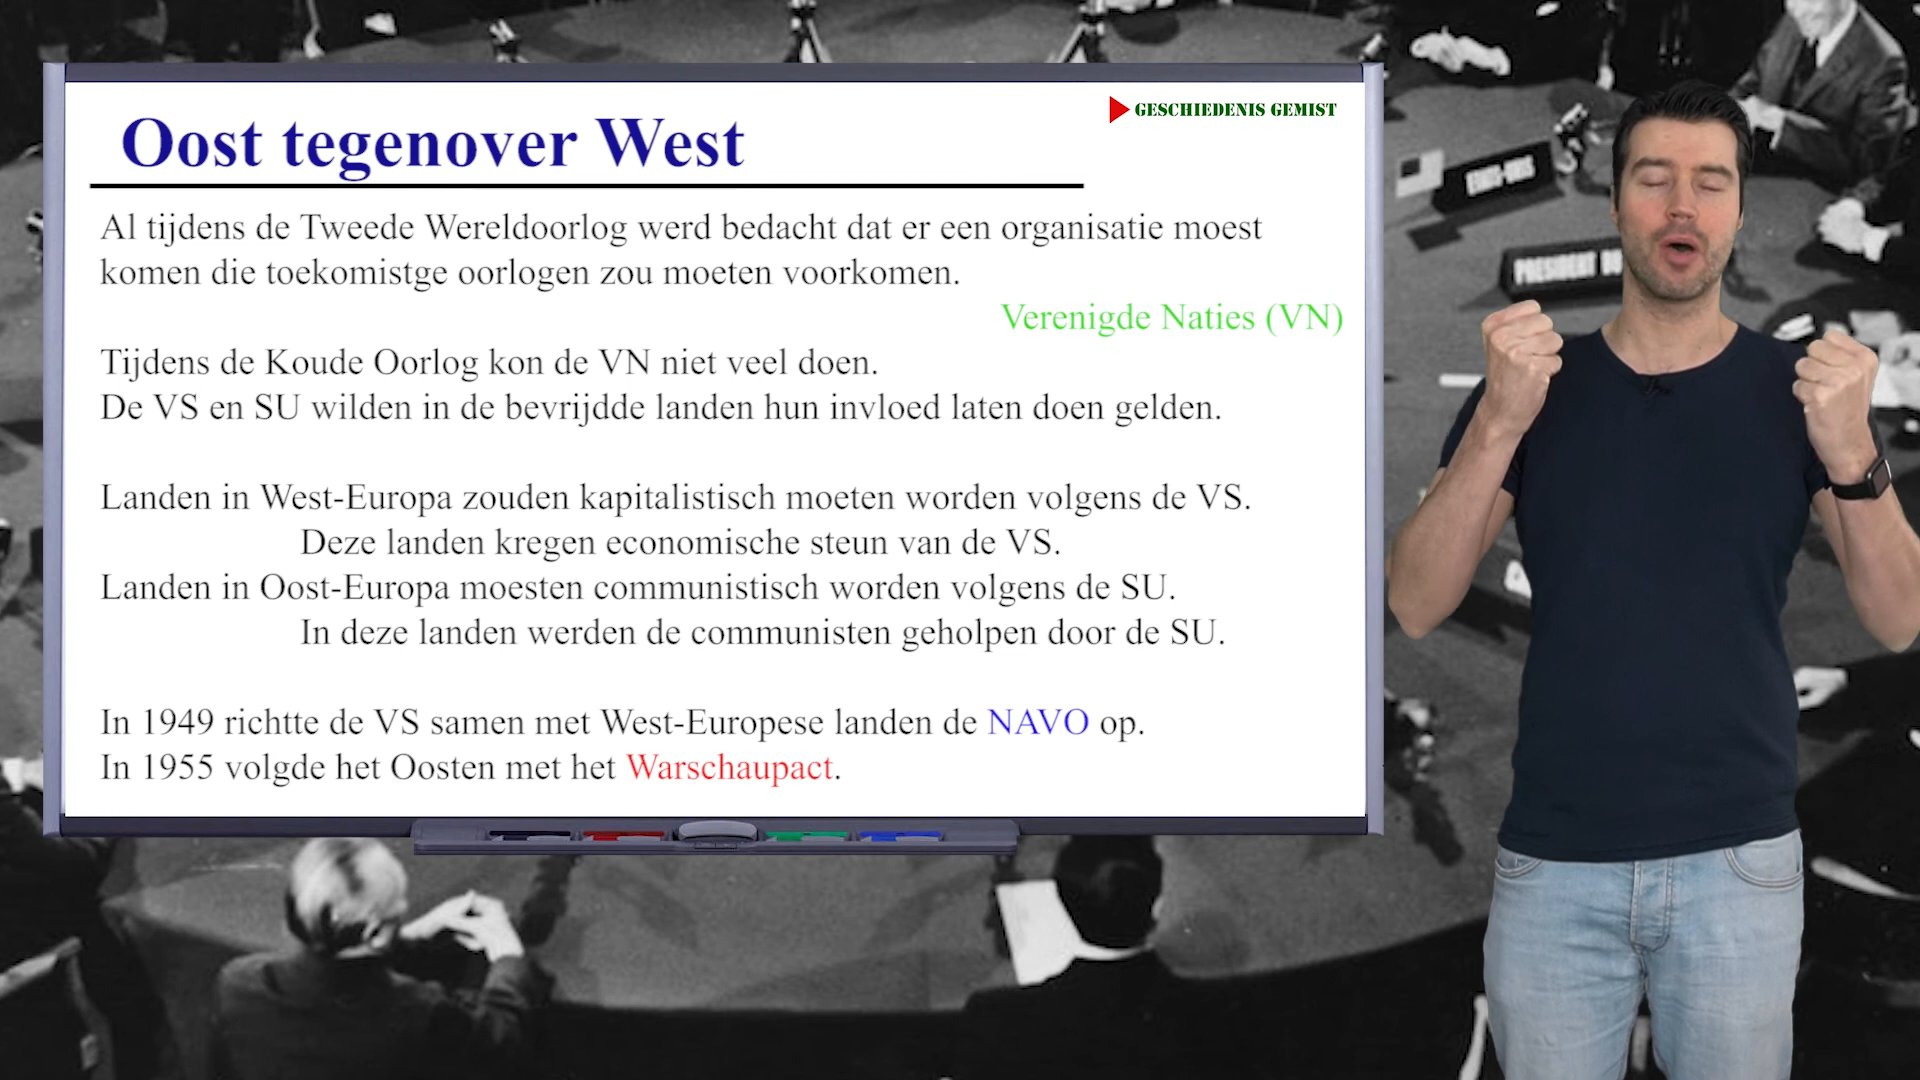 GESCHIEDENIS GEMIST
Oost tegenover West
Al tijdens de Tweede Wereldoorlog werd bedacht dat er een organisatie moest
komen die toekomistge oorlogen zou moeten voorkomen.
Verenigde Naties (VN)
Tijdens de Koude Oorlog kon de VN niet veel doen.
De VS en SU wilden in de bevrijdde landen hun invloed laten doen gelden.
Landen in West-Europa zouden kapitalistisch moeten worden volgens de VS.
Deze landen kregen economische steun van de VS.
Landen in Oost-Europa moesten communistisch worden volgens de SU.
In deze landen werden de communisten geholpen door de SU.
In 1949 richtte de VS samen met West-Europese landen de NAVO op.
In 1955 volgde het Oosten met het Warschaupact.
ETATS-UNIS
PRESIDENT DU